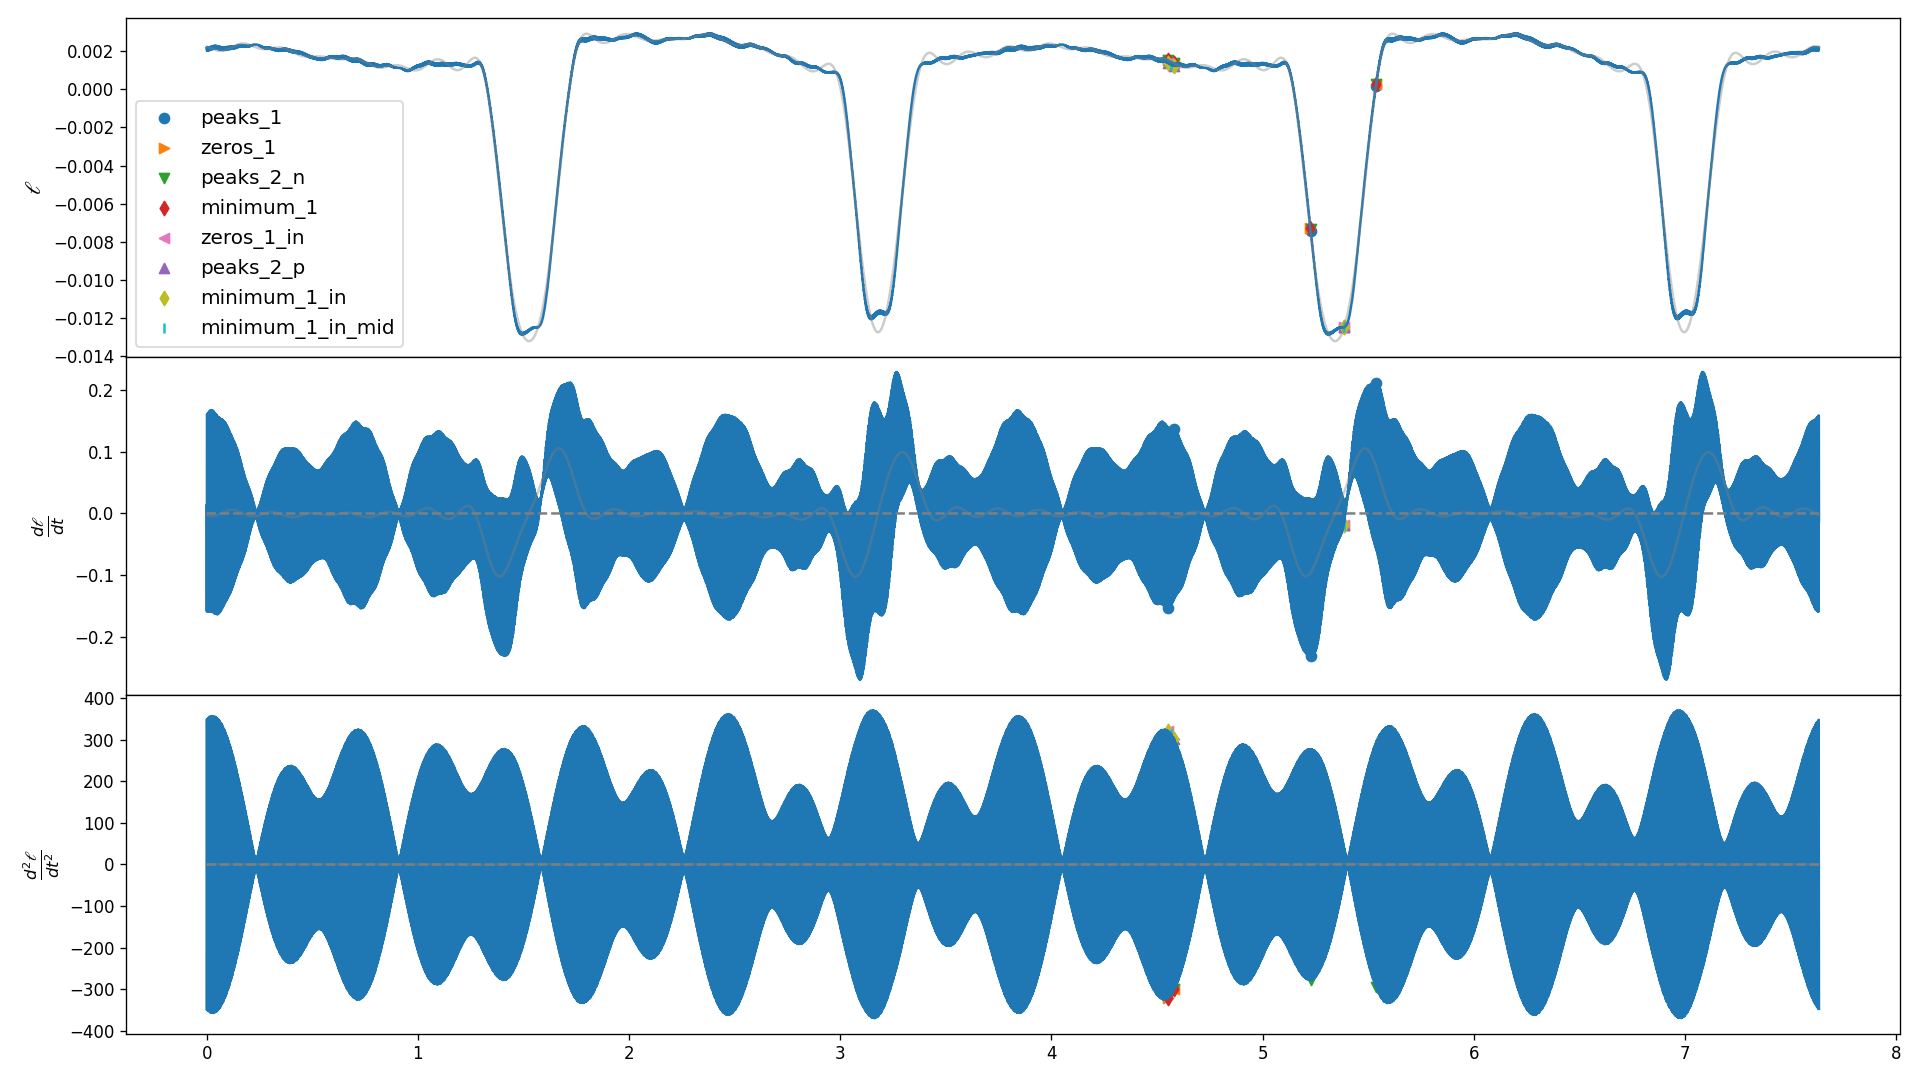 0.002
0.000
−0.002
−0.004
−0.006
−0.008
−0.010
−0.012
−0.014
ℓ
peaks_1
zeros_1
peaks_2_n
minimum_1
zeros_1_in
peaks_2_p
minimum_1_in
minimum_1_in_mid
0.2
0.1
0.0
−0.1
−0.2
dℓ/dt
400
300
200
100
0
−100
−200
−300
−400
d²ℓ/dt²
0 1 2 3 4 5 6 7 8